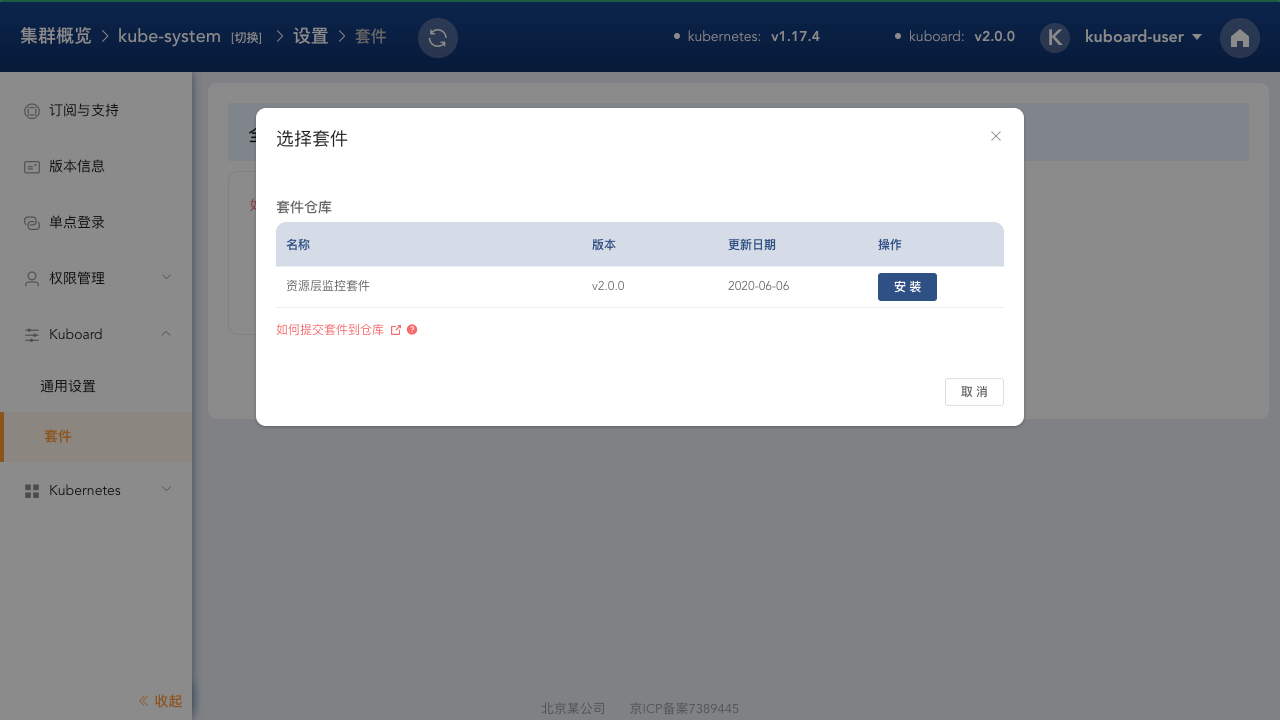 集群概览 > kube-system [切换] > 设置 > 套件
kubernetes: v1.17.4
kuboard: v2.0.0
K kuboard-user
订阅与支持
版本信息
单点登录
权限管理
Kuboard
通用设置
套件
Kubernetes
收起
选择套件
套件仓库
名称 版本 更新日期 操作
资源层监控套件 v2.0.0 2020-06-06 安 装
如何提交套件到仓库
取 消
北京某公司 京ICP备案7389445